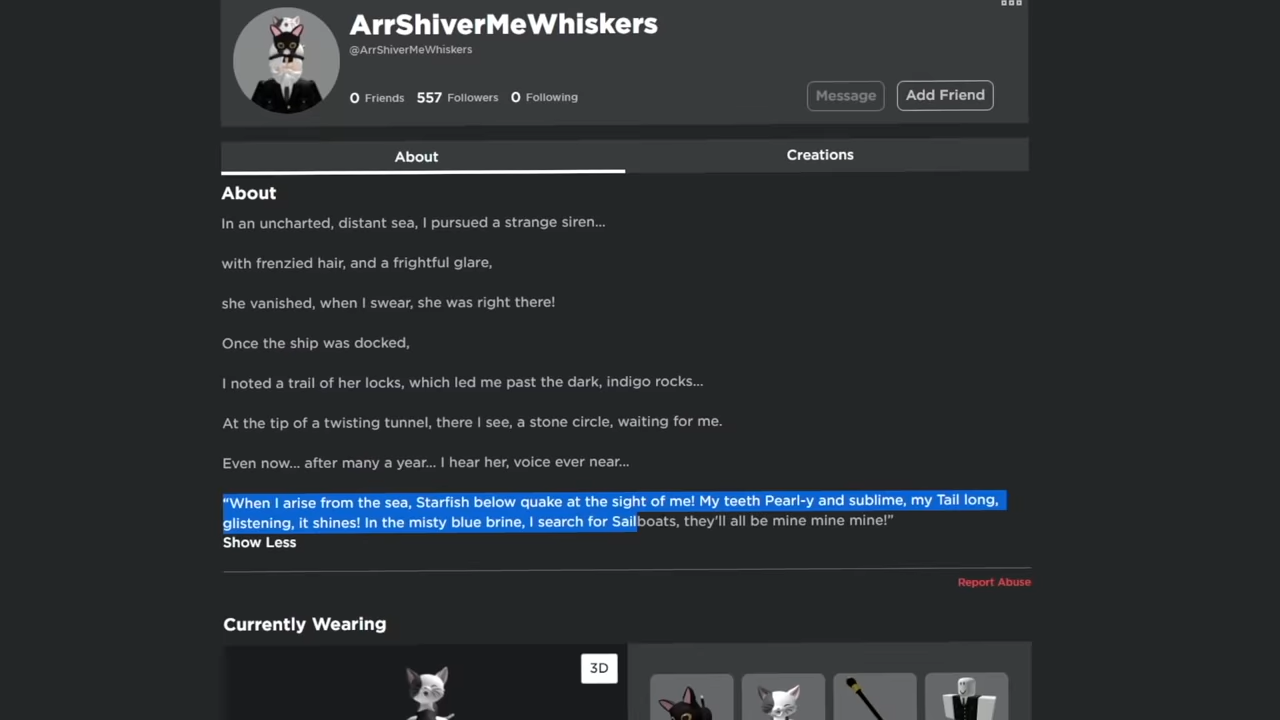 ArrShiverMeWhiskers
@ArrShiverMeWhiskers
0 Friends 557 Followers 0 Following
Message
Add Friend
About
Creations
About
In an uncharted, distant sea, I pursued a strange siren...
with frenzied hair, and a frightful glare,
she vanished, when I swear, she was right there!
Once the ship was docked,
I noted a trail of her locks, which led me past the dark, indigo rocks...
At the tip of a twisting tunnel, there I see, a stone circle, waiting for me.
Even now... after many a year... I hear her, voice ever near...
“When I arise from the sea, Starfish below quake at the sight of me! My teeth Pearl-y and sublime, my Tail long,
glistening, it shines! In the misty blue brine, I search for Sailboats, they'll all be mine mine mine!”
Show Less
Report Abuse
Currently Wearing
3D